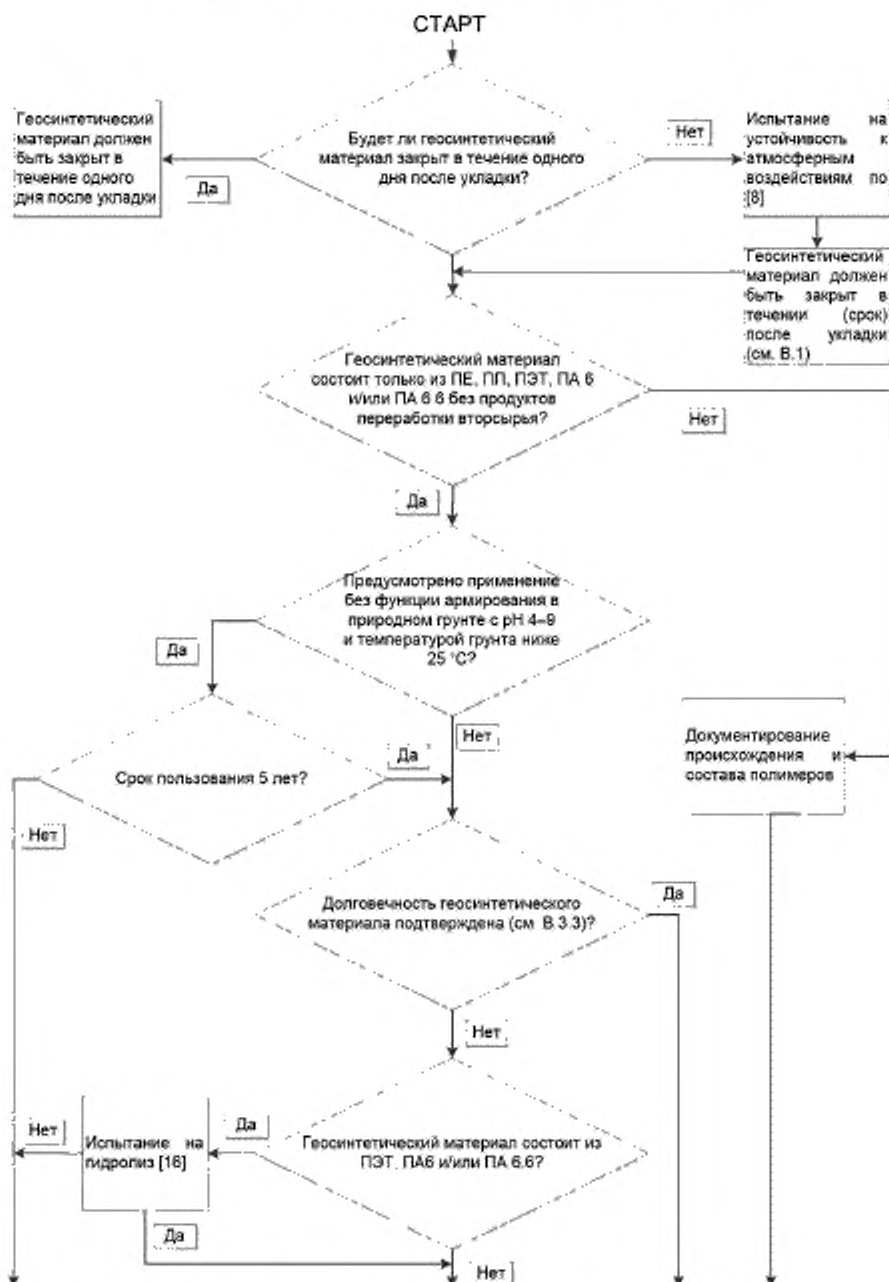 СТАРТ
Геосинтетический
материал должен
быть закрыт в
течение одного
дня после укладки
Да
Будет ли геосинтетический
материал закрыт в течение одного
дня после укладки?
Нет
Испытание на
устойчивость к
атмосферным
воздействиям по
[8]
Геосинтетический
материал должен
быть закрыт в
течении (срок)
после укладки
(см. В.1)
Геосинтетический материал
состоит только из ПЕ, ПП, ПЭТ, ПА 6
и/или ПА 6.6 без продуктов
переработки вторсырья?
Нет
Да
Предусмотрено применение
без функции армирования в
природном грунте с pH 4–9
и температурой грунта ниже
25 °С?
Да
Нет
Срок пользования 5 лет?
Да
Нет
Документирование
происхождения и
состава полимеров
Долговечность геосинтетического
материала подтверждена (см В.3.3)?
Да
Нет
Геосинтетический материал состоит из
ПЭТ, ПА6 и/или ПА 6.6?
Да
Испытание на
гидролиз [16]
Нет
Да
Нет